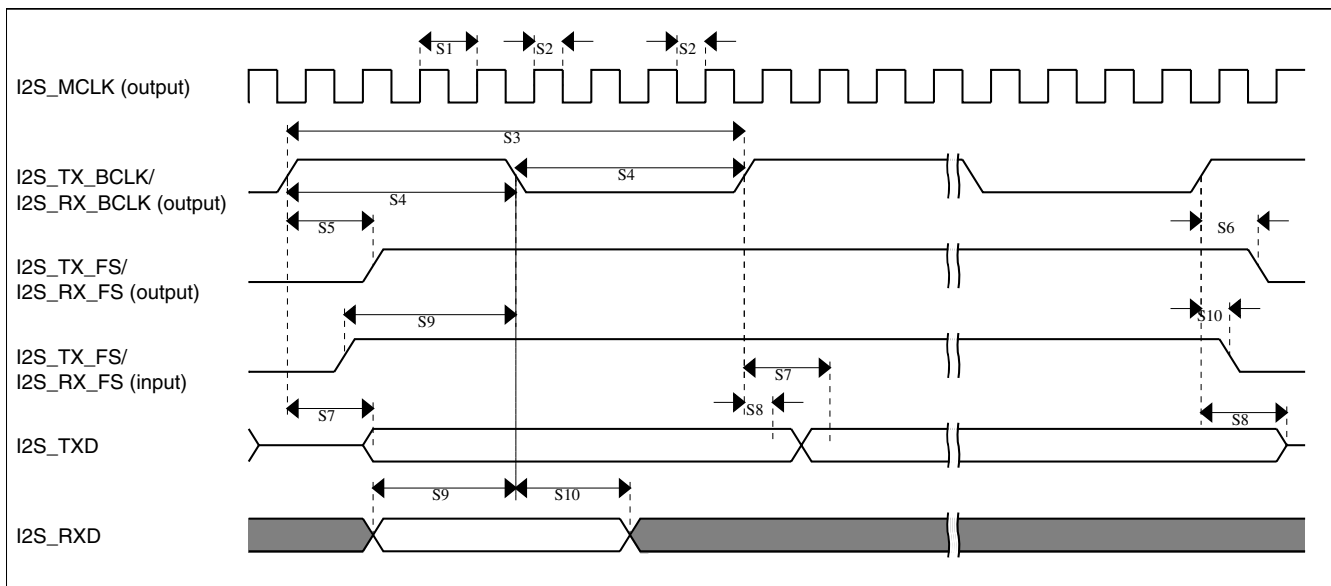 S1
S2
S2
I2S_MCLK (output)
S3
I2S_TX_BCLK/
I2S_RX_BCLK (output)
S4
S4
S5
S6
I2S_TX_FS/
I2S_RX_FS (output)
S9
S10
I2S_TX_FS/
I2S_RX_FS (input)
S7
S7
S8
S8
I2S_TXD
S9
S10
I2S_RXD